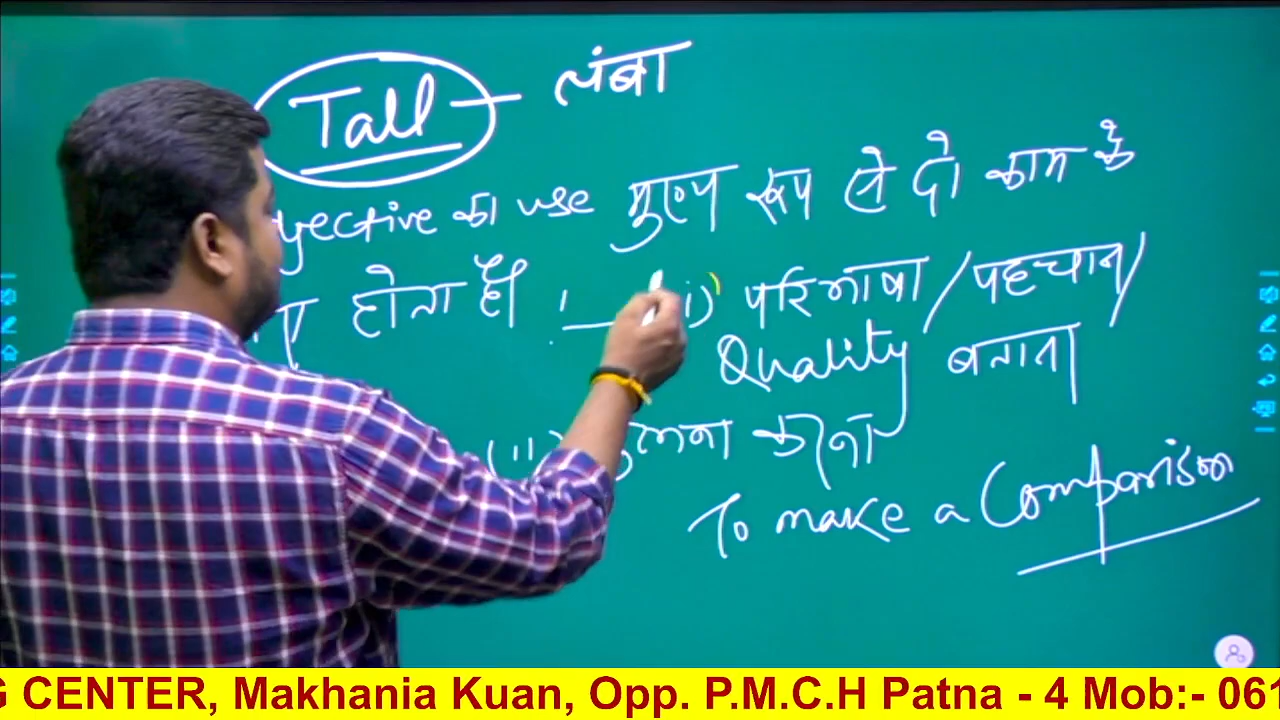 Tall - लंबा
jective का use मुख्य रूप से दो काम के
लिए होता है। (i) परिभाषा/पहचान/
Quality बनाना
(ii) तुलना करना
To make a Comparison
G CENTER, Makhania Kuan, Opp. P.M.C.H Patna - 4 Mob:- 061